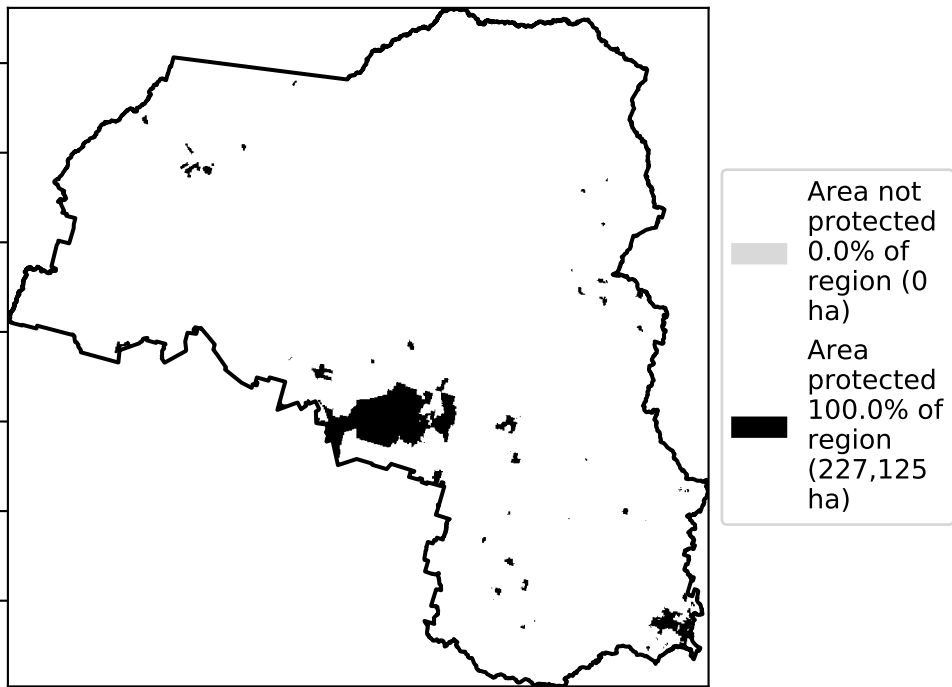 Area not
protected
0.0% of
region (0
ha)
Area
protected
100.0% of
region
(227,125
ha)